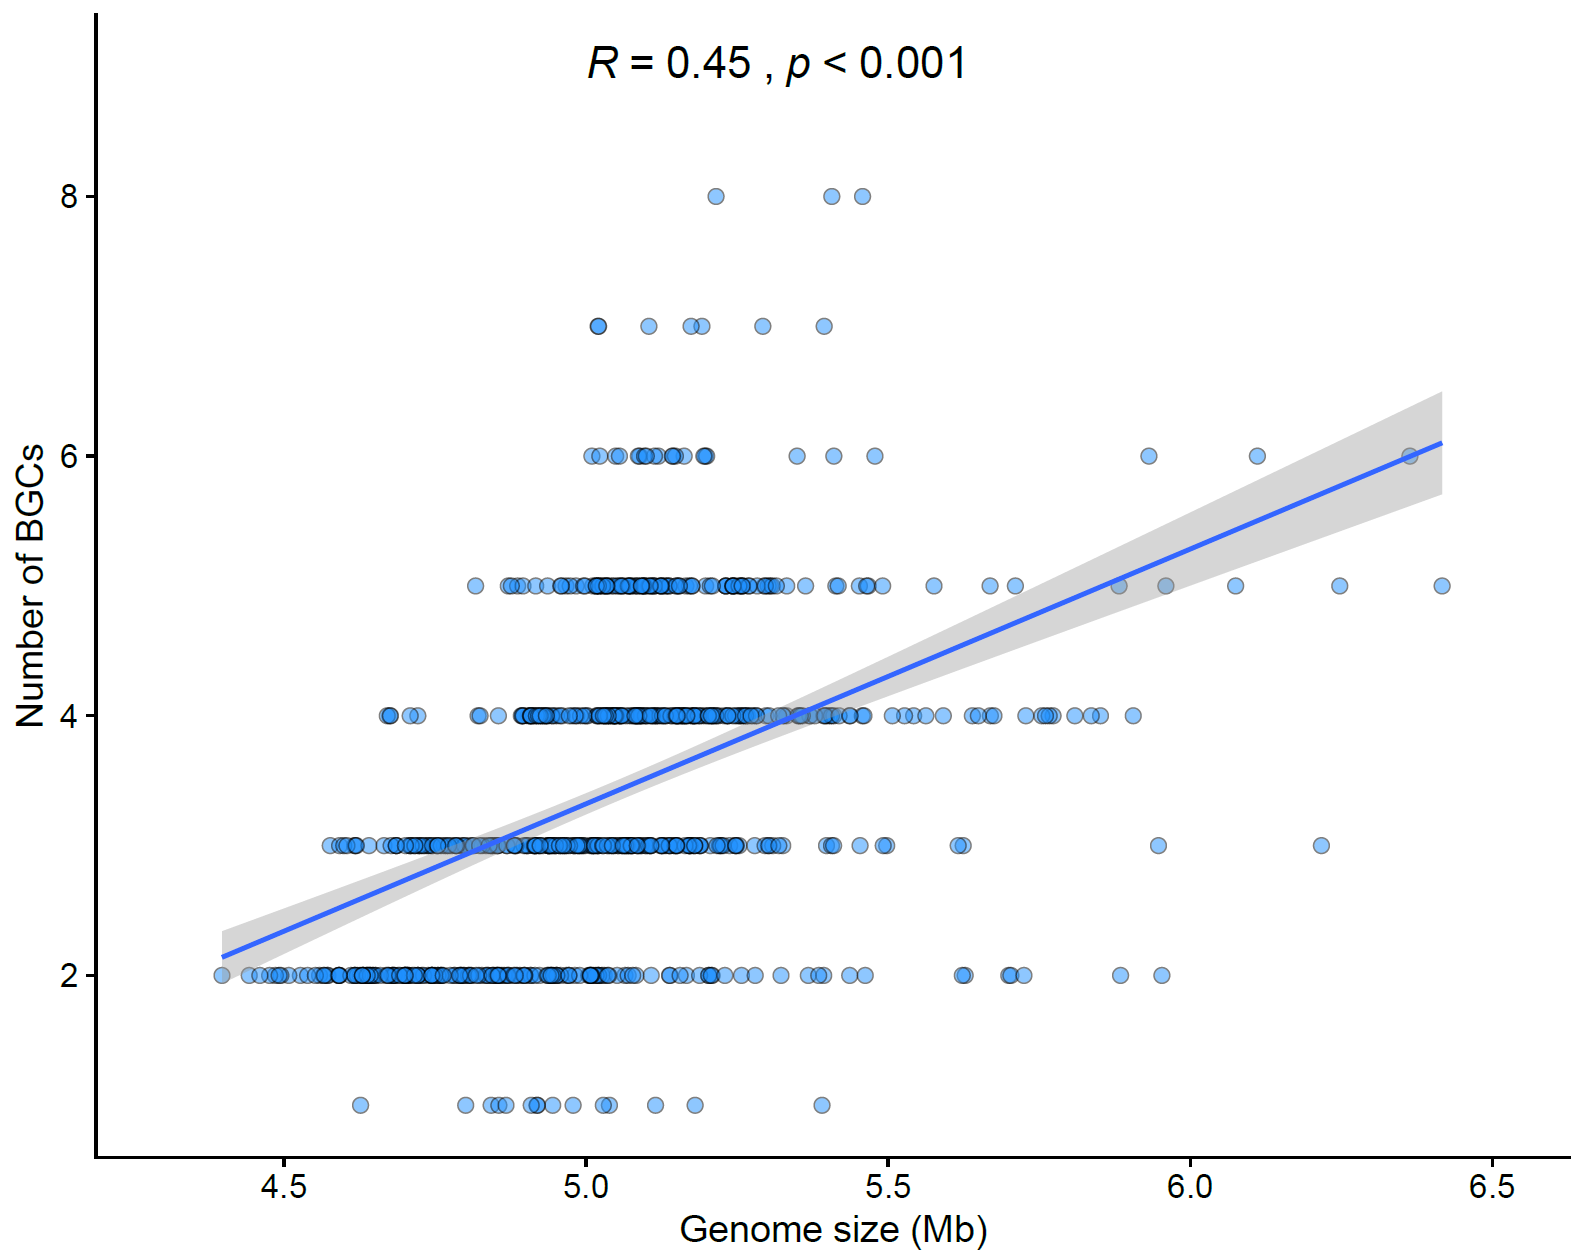 R = 0.45 , p < 0.001
8
6
4
2
Number of BGCs
4.5 5.0 5.5 6.0 6.5
Genome size (Mb)